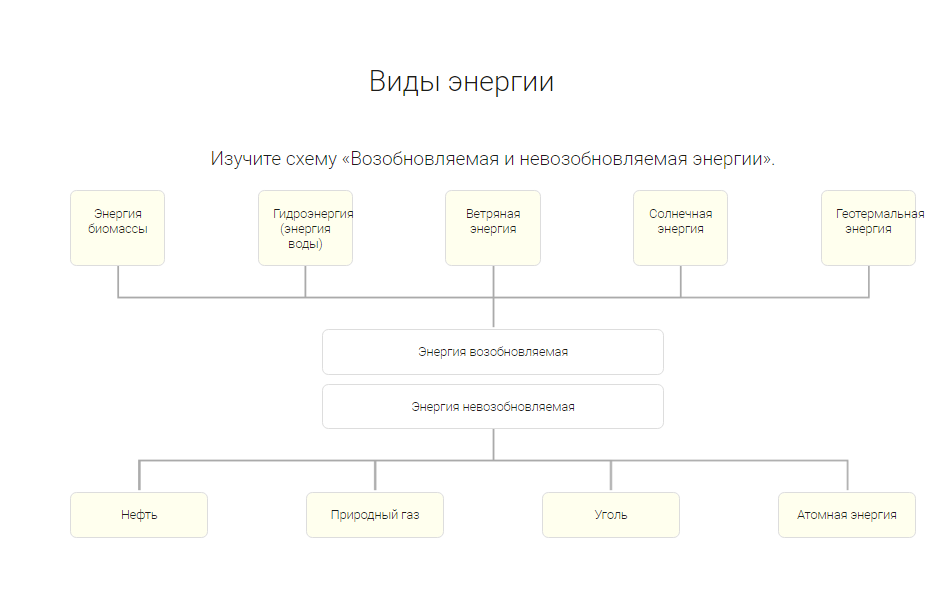 Виды энергии
Изучите схему «Возобновляемая и невозобновляемая энергии».
Энергия
биомассы
Гидроэнергия
(энергия
воды)
Ветряная
энергия
Солнечная
энергия
Геотермальная
энергия
Энергия возобновляемая
Энергия невозобновляемая
Нефть
Природный газ
Уголь
Атомная энергия